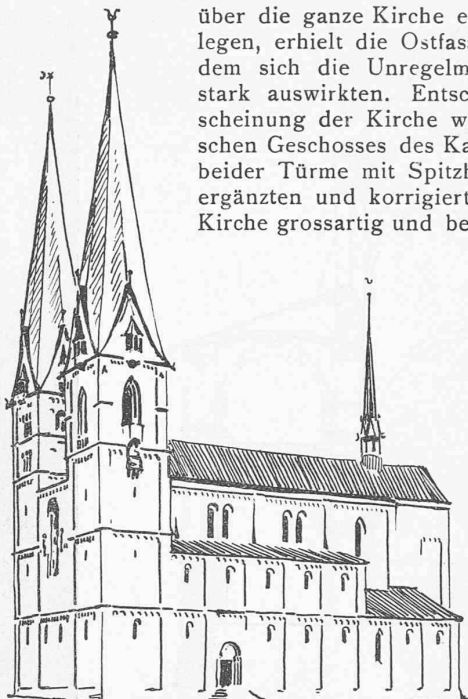 über die ganze Kirche e
legen, erhielt die Ostfass
dem sich die Unregelm
stark auswirkten. Entsc
scheinung der Kirche w
schen Geschosses des Ka
beider Türme mit Spitzh
ergänzten und korrigiert
Kirche grossartig und be